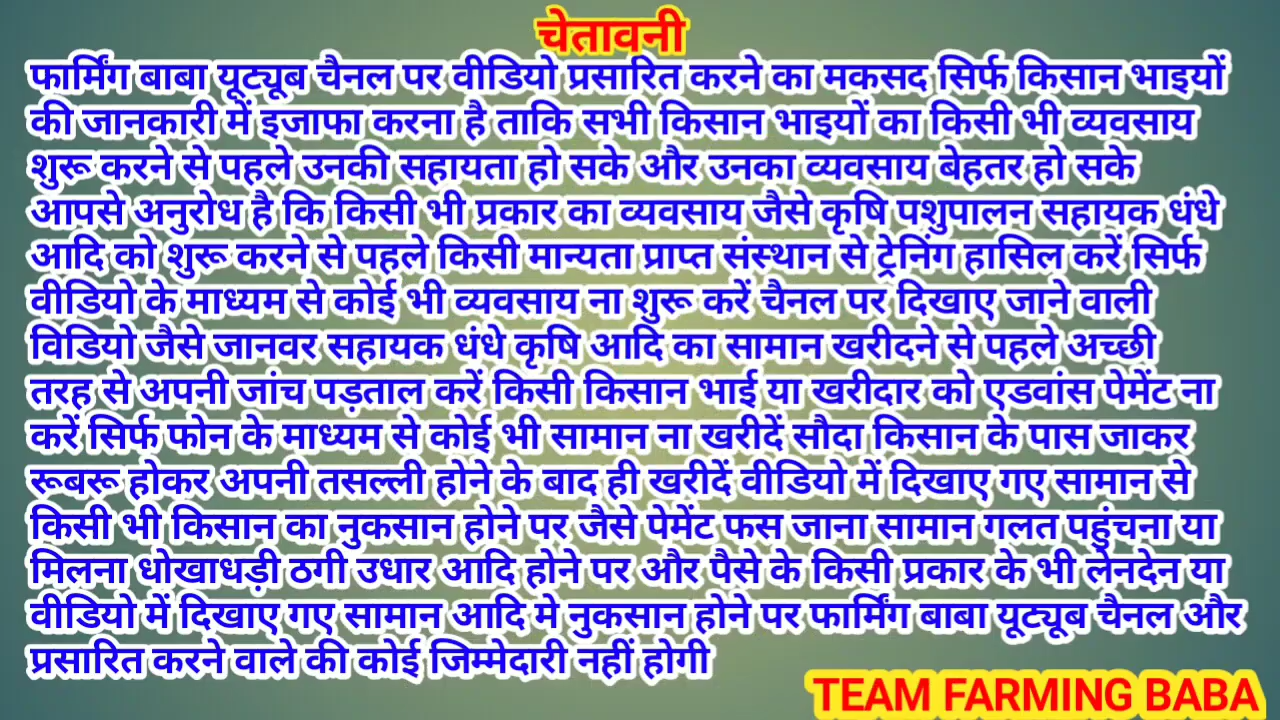 चेतावनी
फार्मिंग बाबा यूट्यूब चैनल पर वीडियो प्रसारित करने का मकसद सिर्फ किसान भाइयों
की जानकारी में इजाफा करना है ताकि सभी किसान भाइयों का किसी भी व्यवसाय
शुरू करने से पहले उनकी सहायता हो सके और उनका व्यवसाय बेहतर हो सके
आपसे अनुरोध है कि किसी भी प्रकार का व्यवसाय जैसे कृषि पशुपालन सहायक धंधे
आदि को शुरू करने से पहले किसी मान्यता प्राप्त संस्थान से ट्रेनिंग हासिल करें सिर्फ
वीडियो के माध्यम से कोई भी व्यवसाय ना शुरू करें चैनल पर दिखाए जाने वाली
विडियो जैसे जानवर सहायक धंधे कृषि आदि का सामान खरीदने से पहले अच्छी
तरह से अपनी जांच पड़ताल करें किसी किसान भाई या खरीदार को एडवांस पेमेंट ना
करें सिर्फ फोन के माध्यम से कोई भी सामान ना खरीदें सौदा किसान के पास जाकर
रूबरू होकर अपनी तसल्ली होने के बाद ही खरीदें वीडियो में दिखाए गए सामान से
किसी भी किसान का नुकसान होने पर जैसे पेमेंट फस जाना सामान गलत पहुंचना या
मिलना धोखाधड़ी ठगी उधार आदि होने पर और पैसे के किसी प्रकार के भी लेनदेन या
वीडियो में दिखाए गए सामान आदि मे नुकसान होने पर फार्मिंग बाबा यूट्यूब चैनल और
प्रसारित करने वाले की कोई जिम्मेदारी नहीं होगी
TEAM FARMING BABA